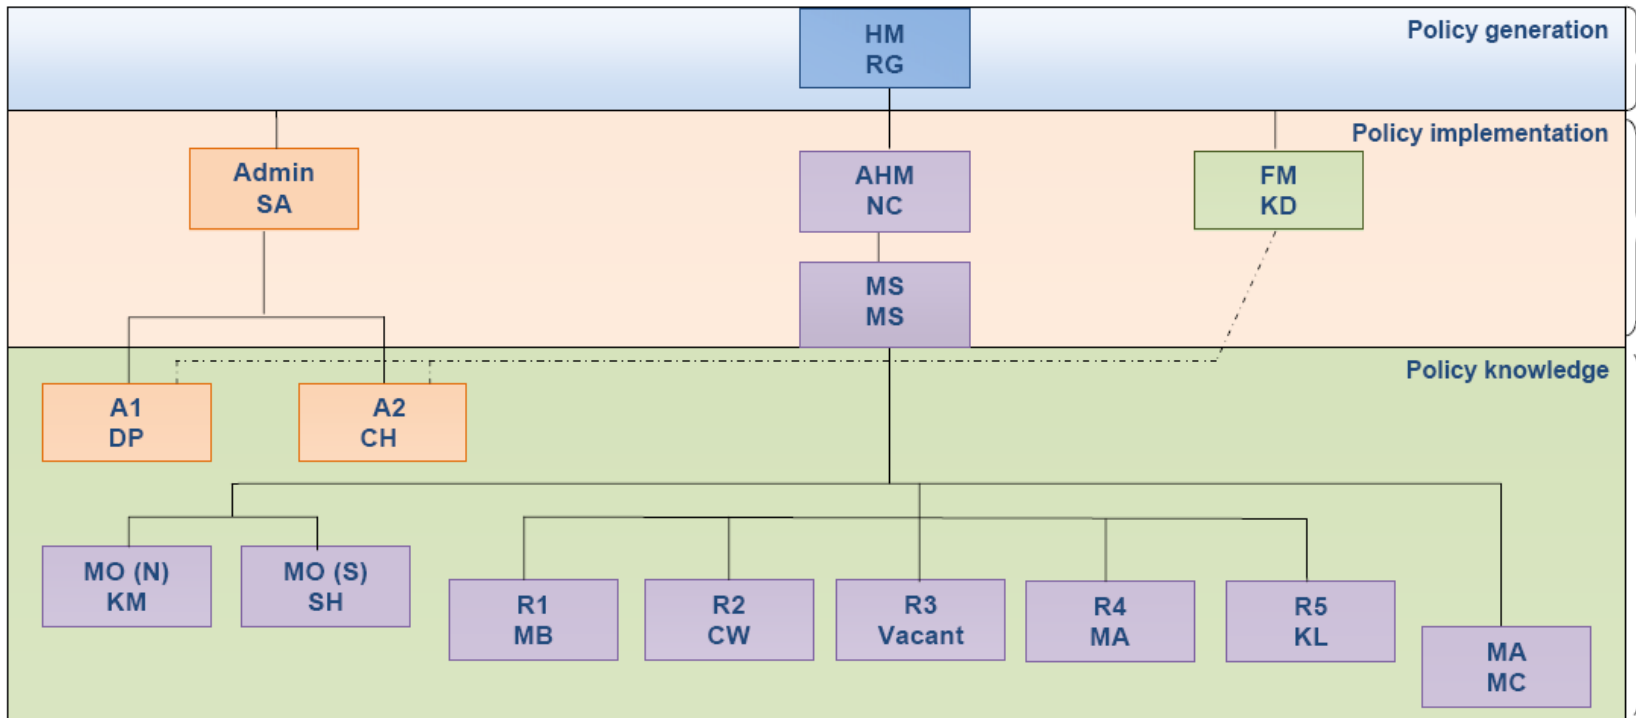 HM
RG
Policy generation
Policy implementation
Admin
SA
AHM
NC
FM
KD
MS
MS
Policy knowledge
A1
DP
A2
CH
MO (N)
KM
MO (S)
SH
R1
MB
R2
CW
R3
Vacant
R4
MA
R5
KL
MA
MC